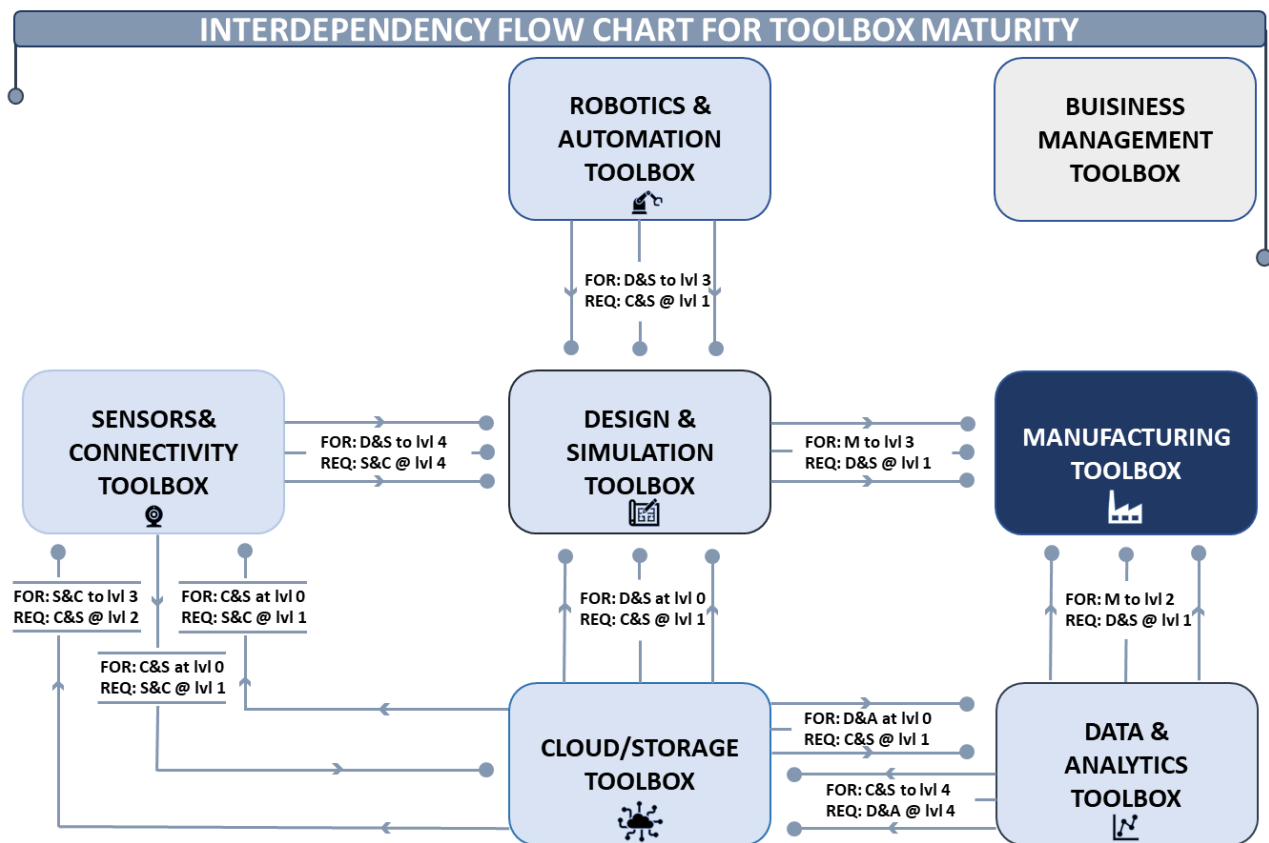 INTERDEPENDENCY FLOW CHART FOR TOOLBOX MATURITY
ROBOTICS &
AUTOMATION
TOOLBOX
BUISINESS
MANAGEMENT
TOOLBOX
FOR: D&S to lvl 3
REQ: C&S @ lvl 1
SENSORS&
CONNECTIVITY
TOOLBOX
FOR: D&S to lvl 4
REQ: S&C @ lvl 4
DESIGN &
SIMULATION
TOOLBOX
FOR: M to lvl 3
REQ: D&S @ lvl 1
MANUFACTURING
TOOLBOX
FOR: S&C to lvl 3
REQ: C&S @ lvl 2
FOR: C&S at lvl 0
REQ: S&C @ lvl 1
FOR: C&S at lvl 0
REQ: S&C @ lvl 1
FOR: D&S at lvl 0
REQ: C&S @ lvl 1
FOR: M to lvl 2
REQ: D&S @ lvl 1
CLOUD/STORAGE
TOOLBOX
FOR: D&A at lvl 0
REQ: C&S @ lvl 1
FOR: C&S to lvl 4
REQ: D&A @ lvl 4
DATA &
ANALYTICS
TOOLBOX